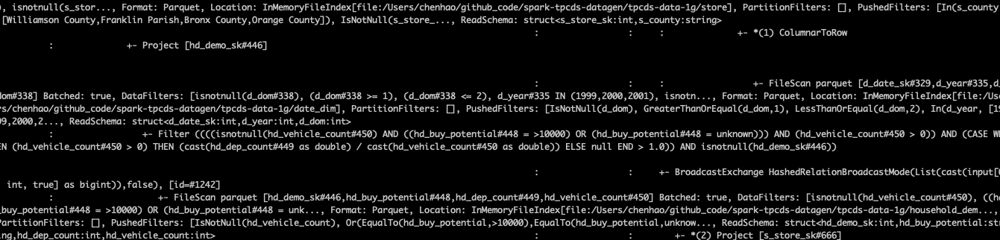 ), isnotnull(s_stor..., Format: Parquet, Location: InMemoryFileIndex[file:/Users/chenhao/github_code/spark-tpcds-datagen/tpcds-data-1g/store], PartitionFilters: [], PushedFilters: [In(s_county
[Williamson County,Franklin Parish,Bronx County,Orange County]), IsNotNull(s_store_..., ReadSchema: struct<s_store_sk:int,s_county:string>
: : : +- *(1) ColumnarToRow
: +- Project [hd_demo_sk#446]
: : : +- FileScan parquet [d_date_sk#329,d_year#335,d_
dom#338] Batched: true, DataFilters: [isnotnull(d_dom#338), (d_dom#338 >= 1), (d_dom#338 <= 2), d_year#335 IN (1999,2000,2001), isnotn..., Format: Parquet, Location: InMemoryFileIndex[file:/User
rs/chenhao/github_code/spark-tpcds-datagen/tpcds-data-1g/date_dim], PartitionFilters: [], PushedFilters: [IsNotNull(d_dom), GreaterThanOrEqual(d_dom,1), LessThanOrEqual(d_dom,2), In(d_year, [19
99,2000,2..., ReadSchema: struct<d_date_sk:int,d_year:int,d_dom:int>
: +- Filter ((((isnotnull(hd_vehicle_count#450) AND ((hd_buy_potential#448 = >10000) OR (hd_buy_potential#448 = unknown))) AND (hd_vehicle_count#450 > 0)) AND (CASE WH
EN (hd_vehicle_count#450 > 0) THEN (cast(hd_dep_count#449 as double) / cast(hd_vehicle_count#450 as double)) ELSE null END > 1.0)) AND isnotnull(hd_demo_sk#446))
: : +- BroadcastExchange HashedRelationBroadcastMode(List(cast(input[0
int, true] as bigint)),false), [id=#1242]
: +- FileScan parquet [hd_demo_sk#446,hd_buy_potential#448,hd_dep_count#449,hd_vehicle_count#450] Batched: true, DataFilters: [isnotnull(hd_vehicle_count#450), ((hd
_buy_potential#448 = >10000) OR (hd_buy_potential#448 = unk..., Format: Parquet, Location: InMemoryFileIndex[file:/Users/chenhao/github_code/spark-tpcds-datagen/tpcds-data-1g/household_dem...,
PartitionFilters: [], PushedFilters: [IsNotNull(hd_vehicle_count), Or(EqualTo(hd_buy_potential,>10000),EqualTo(hd_buy_potential,unknow..., ReadSchema: struct<hd_demo_sk:int,hd_buy_potential:str
ing,hd_dep_count:int,hd_vehicle_count:int> : : +- *(2) Project [s_store_sk#666]